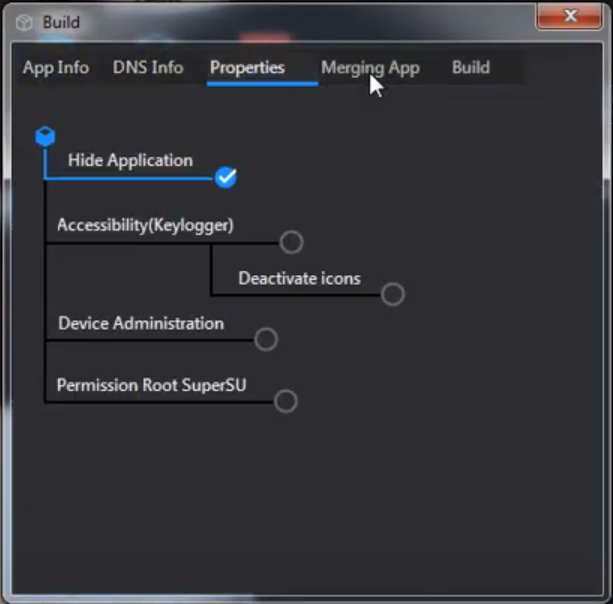 Build
App Info DNS Info Properties Merging App Build
Hide Application
Accessibility(Keylogger)
Deactivate icons
Device Administration
Permission Root SuperSU